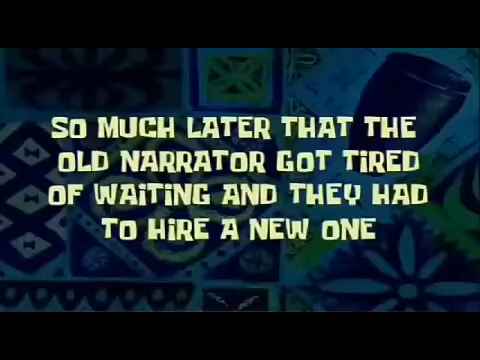 SO MUCH LATER THAT THE
OLD NARRATOR GOT TIRED
OF WAITING AND THEY HAD
TO HIRE A NEW ONE